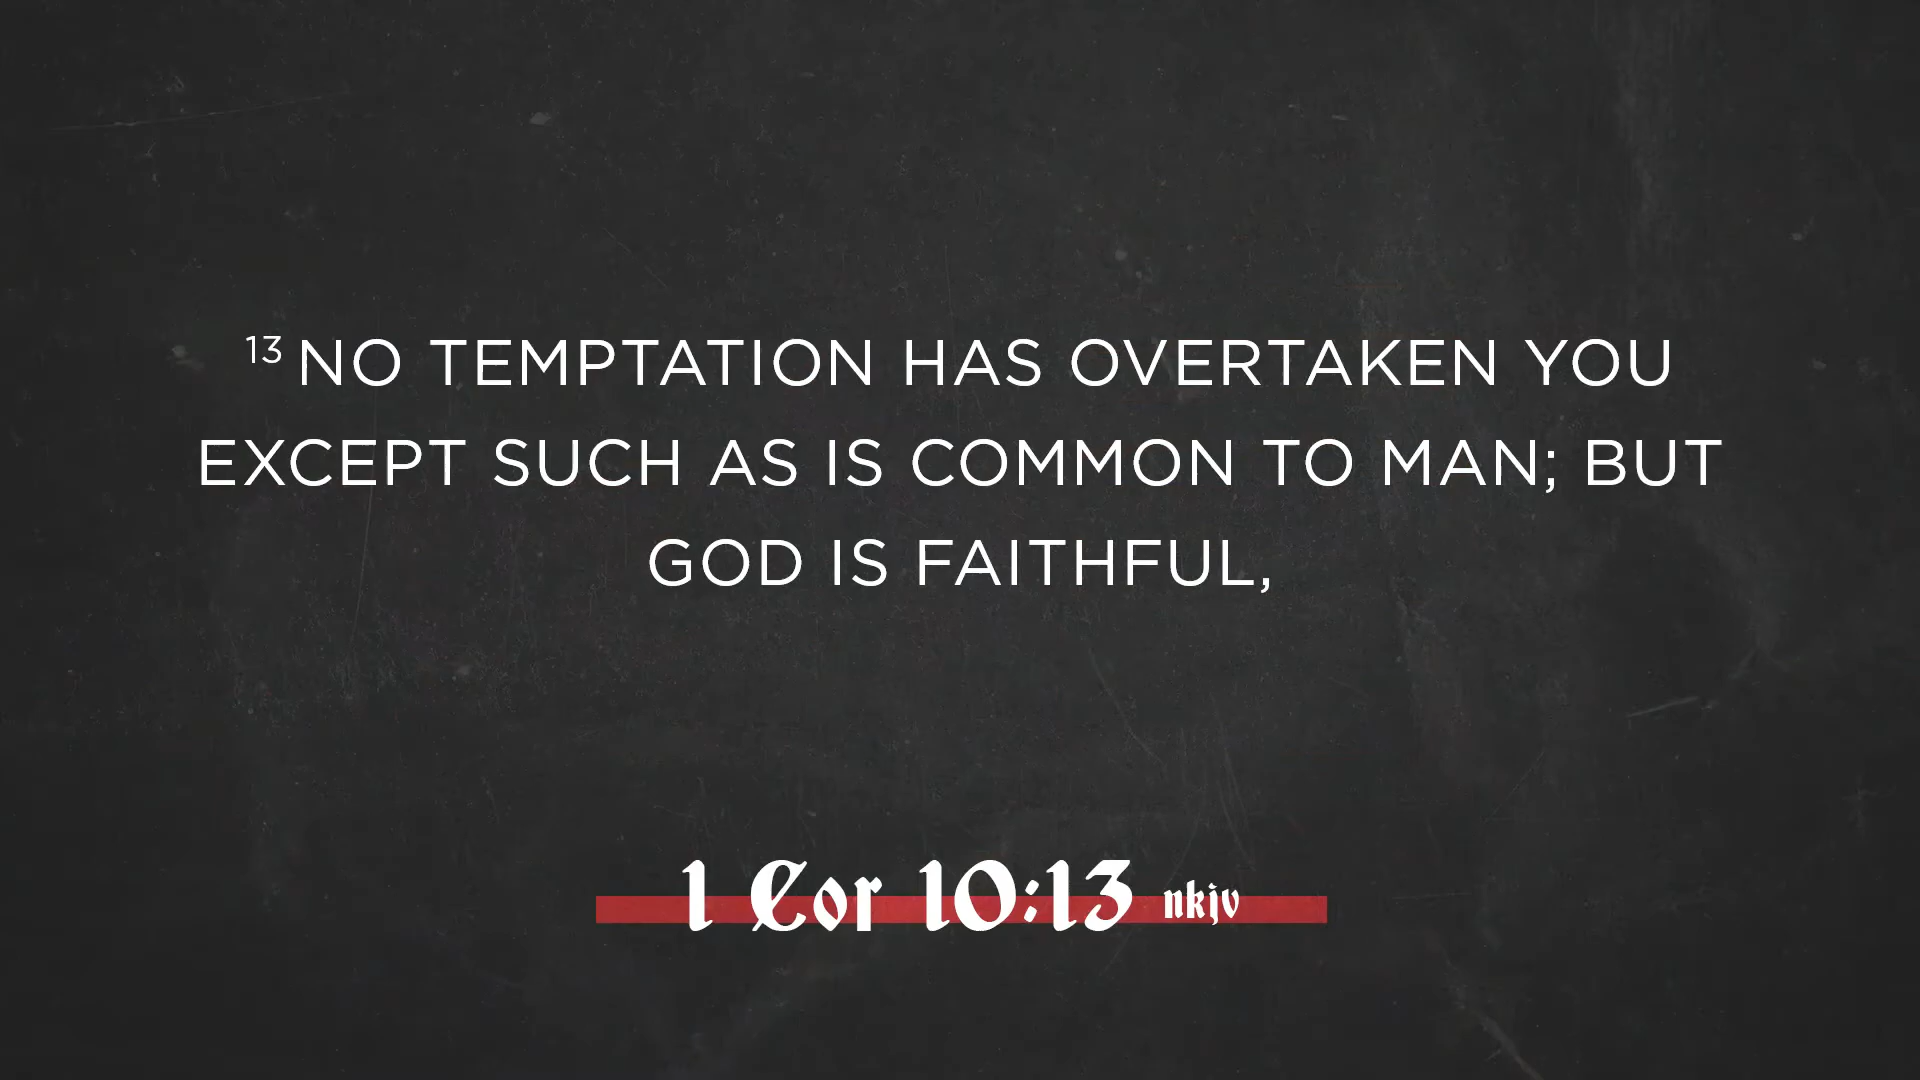 13 NO TEMPTATION HAS OVERTAKEN YOU
EXCEPT SUCH AS IS COMMON TO MAN; BUT
GOD IS FAITHFUL,
1 Cor 10:13 nkjv